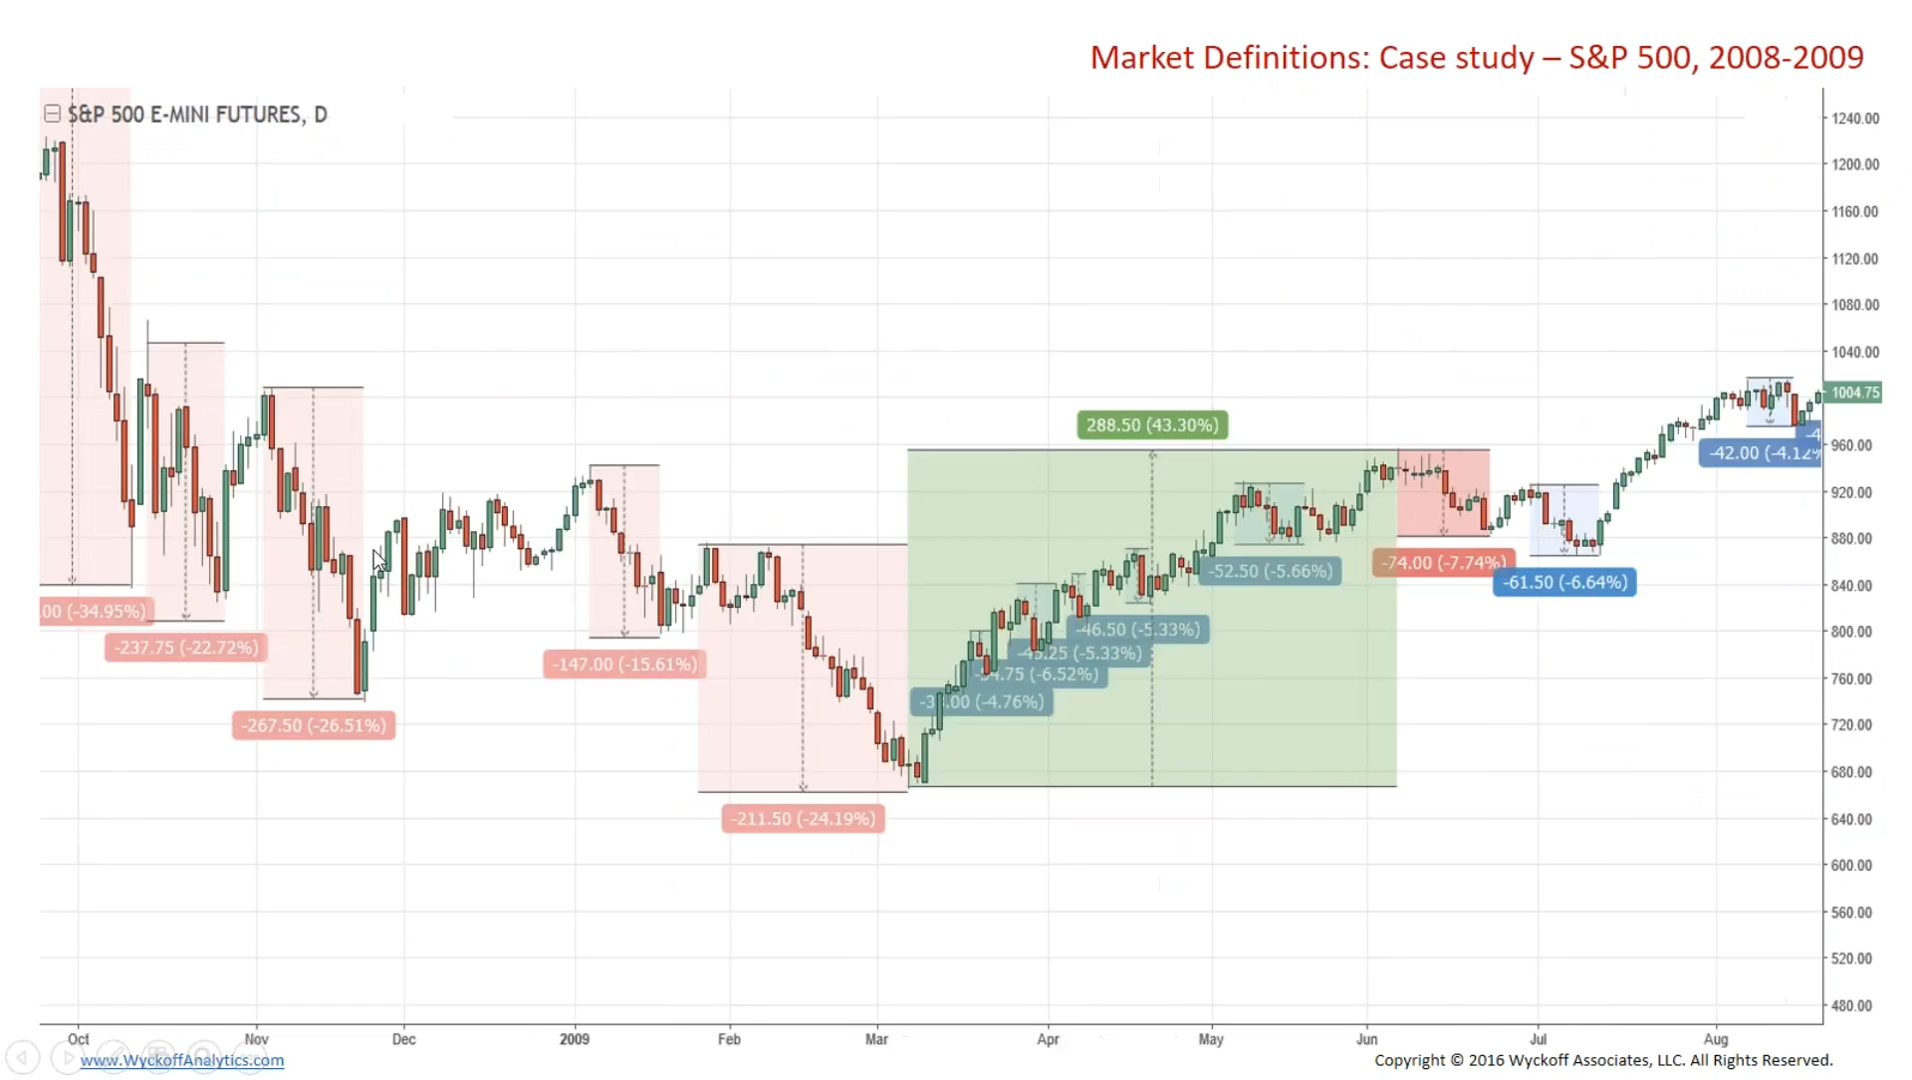 Market Definitions: Case study – S&P 500, 2008-2009
S&P 500 E-MINI FUTURES, D
1240.00
1200.00
1160.00
1120.00
1080.00
1040.00
1004.75
960.00
920.00
880.00
840.00
800.00
760.00
720.00
680.00
640.00
600.00
560.00
520.00
480.00
288.50 (43.30%)
-42.00 (-4.12%
-4
-52.50 (-5.66%)
-74.00 (-7.74%)
-61.50 (-6.64%)
.00 (-34.95%)
-237.75 (-22.72%)
-267.50 (-26.51%)
-147.00 (-15.61%)
-211.50 (-24.19%)
-46.50 (-5.33%)
.25 (-5.33%)
.75 (-6.52%)
.00 (-4.76%)
Oct
Nov
Dec
2009
Feb
Mar
Apr
May
Jun
Jul
Aug
www.WyckoffAnalytics.com
Copyright © 2016 Wyckoff Associates, LLC. All Rights Reserved.